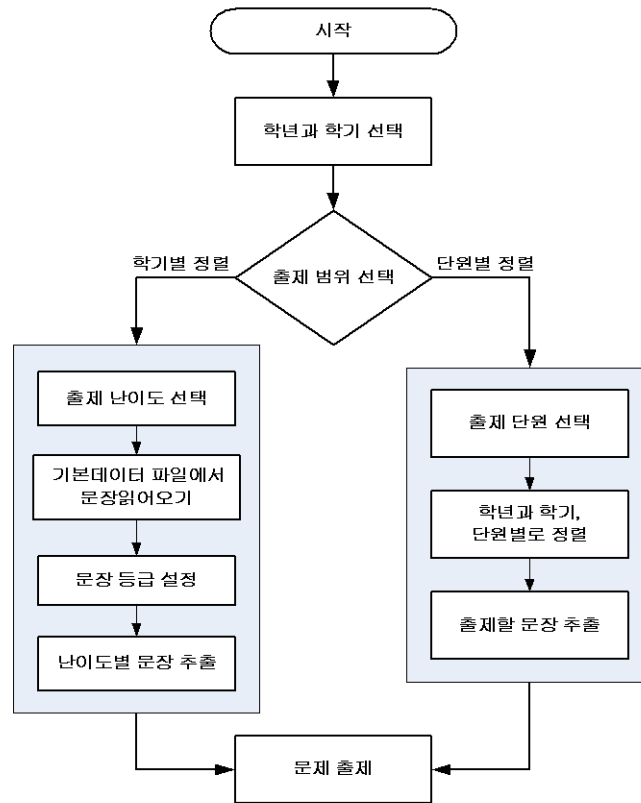 시작
학년과 학기 선택
출제 범위 선택
학기별 정렬
단원별 정렬
출제 난이도 선택
기본데이터 파일에서
문장읽어오기
문장 등급 설정
난이도별 문장 추출
출제 단원 선택
학년과 학기,
단원별로 정렬
출제할 문장 추출
문제 출제